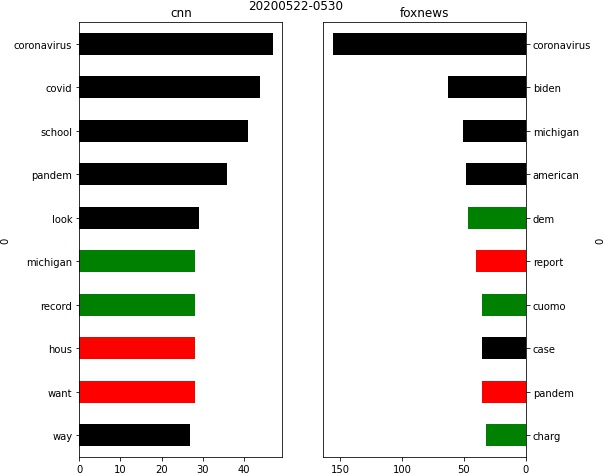 20200522-0530
cnn
foxnews
coronavirus
covid
school
pandem
look
michigan
record
hous
want
way
0
0 10 20 30 40
coronavirus
biden
michigan
american
dem
report
cuomo
case
pandem
charg
0
150 100 50 0